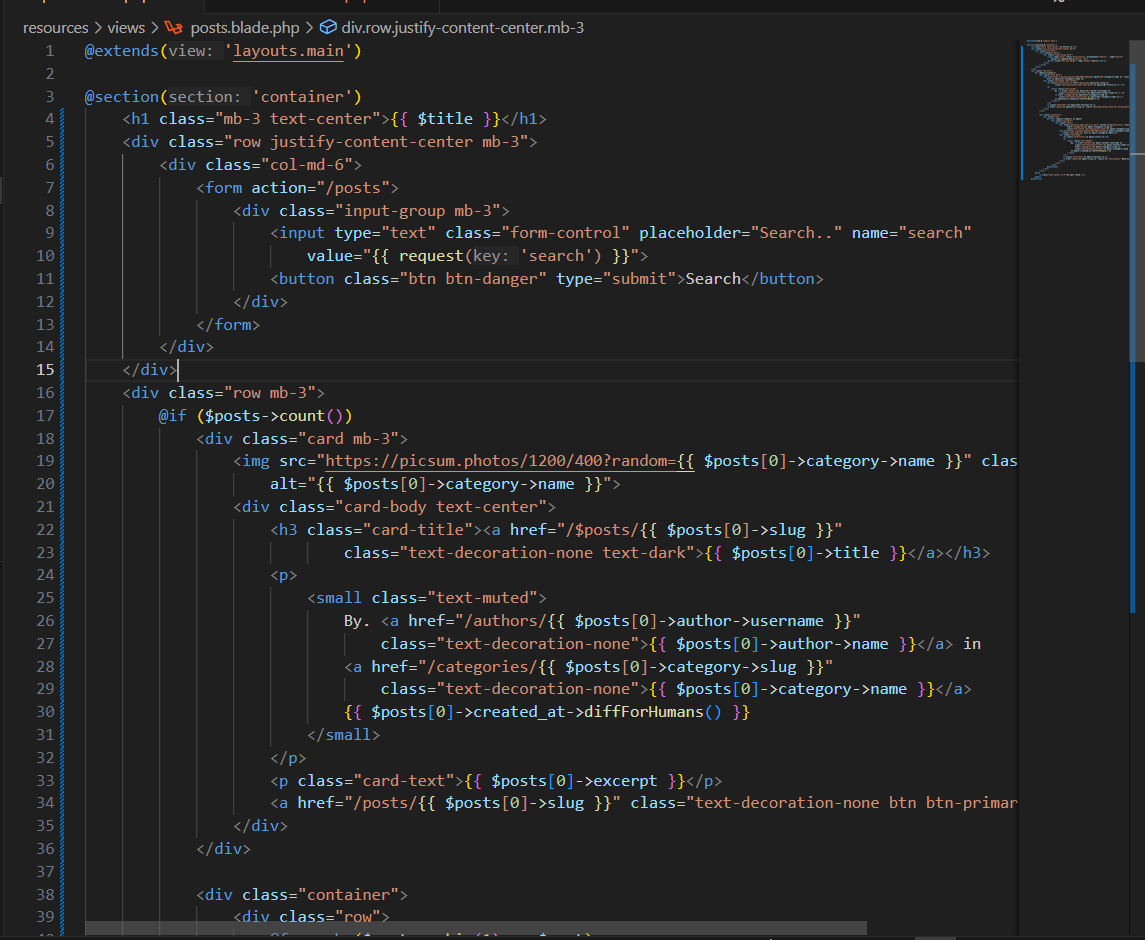 resources > views > posts.blade.php > div.row.justify-content-center.mb-3
1 @extends(view: 'layouts.main')
2
3 @section(section: 'container')
4 <h1 class="mb-3 text-center">{{ $title }}</h1>
5 <div class="row justify-content-center mb-3">
6 <div class="col-md-6">
7 <form action="/posts">
8 <div class="input-group mb-3">
9 <input type="text" class="form-control" placeholder="Search.." name="search"
10 value="{{ request(key: 'search') }}">
11 <button class="btn btn-danger" type="submit">Search</button>
12 </div>
13 </form>
14 </div>
15 </div>
16 <div class="row mb-3">
17 @if ($posts->count())
18 <div class="card mb-3">
19 <img src="https://picsum.photos/1200/400?random={{ $posts[0]->category->name }}" clas
20 alt="{{ $posts[0]->category->name }}">
21 <div class="card-body text-center">
22 <h3 class="card-title"><a href="/$posts/{{ $posts[0]->slug }}"
23 class="text-decoration-none text-dark">{{ $posts[0]->title }}</a></h3>
24 <p>
25 <small class="text-muted">
26 By. <a href="/authors/{{ $posts[0]->author->username }}"
27 class="text-decoration-none">{{ $posts[0]->author->name }}</a> in
28 <a href="/categories/{{ $posts[0]->category->slug }}"
29 class="text-decoration-none">{{ $posts[0]->category->name }}</a>
30 {{ $posts[0]->created_at->diffForHumans() }}
31 </small>
32 </p>
33 <p class="card-text">{{ $posts[0]->excerpt }}</p>
34 <a href="/posts/{{ $posts[0]->slug }}" class="text-decoration-none btn btn-primar
35 </div>
36 </div>
37
38 <div class="container">
39 <div class="row">